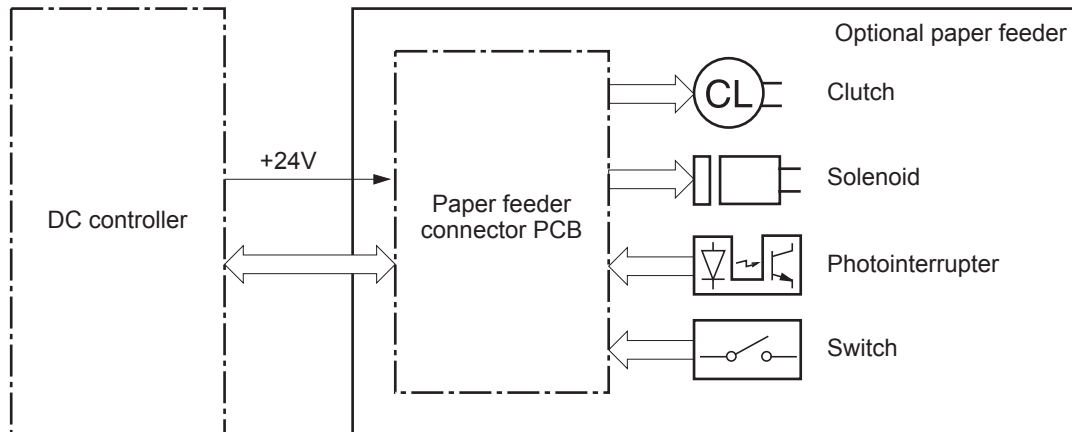 Optional paper feeder
CL
Clutch
+24V
Solenoid
DC controller
Paper feeder
connector PCB
Photointerrupter
Switch